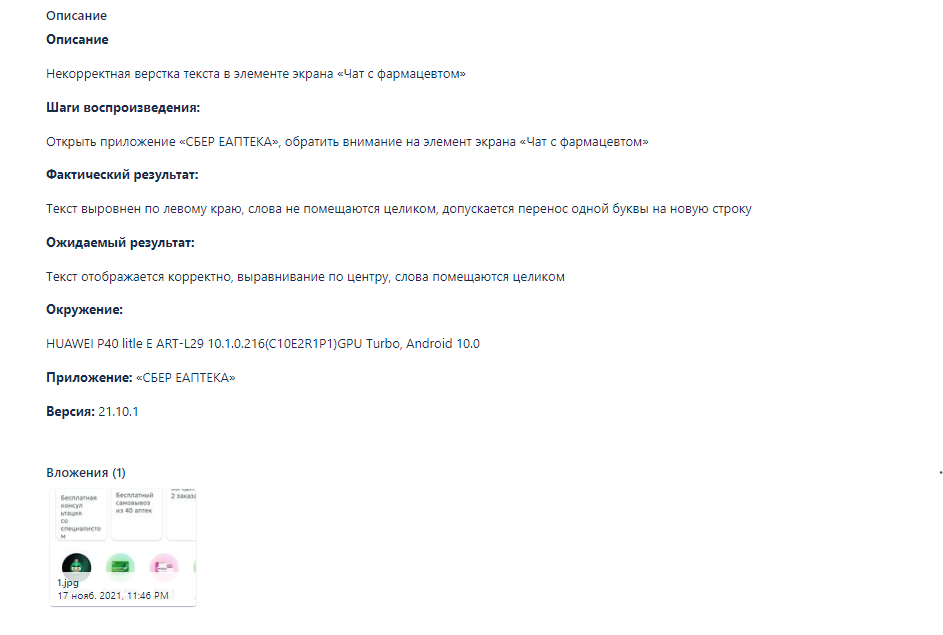 Описание
Описание
Некорректная верстка текста в элементе экрана «Чат с фармацевтом»
Шаги воспроизведения:
Открыть приложение «СБЕР ЕАПТЕКА», обратить внимание на элемент экрана «Чат с фармацевтом»
Фактический результат:
Текст выровнен по левому краю, слова не помещаются целиком, допускается перенос одной буквы на новую строку
Ожидаемый результат:
Текст отображается корректно, выравнивание по центру, слова помещаются целиком
Окружение:
HUAWEI P40 litle E ART-L29 10.1.0.216(C10E2R1P1)GPU Turbo, Android 10.0
Приложение: «СБЕР ЕАПТЕКА»
Версия: 21.10.1
Вложения (1)
Бесплатная
консул
ьтация
со
специалисто
м
Бесплатный
самовывоз
из 40 аптек
2 заказа
1.jpg
17 нояб. 2021, 11:46 PM